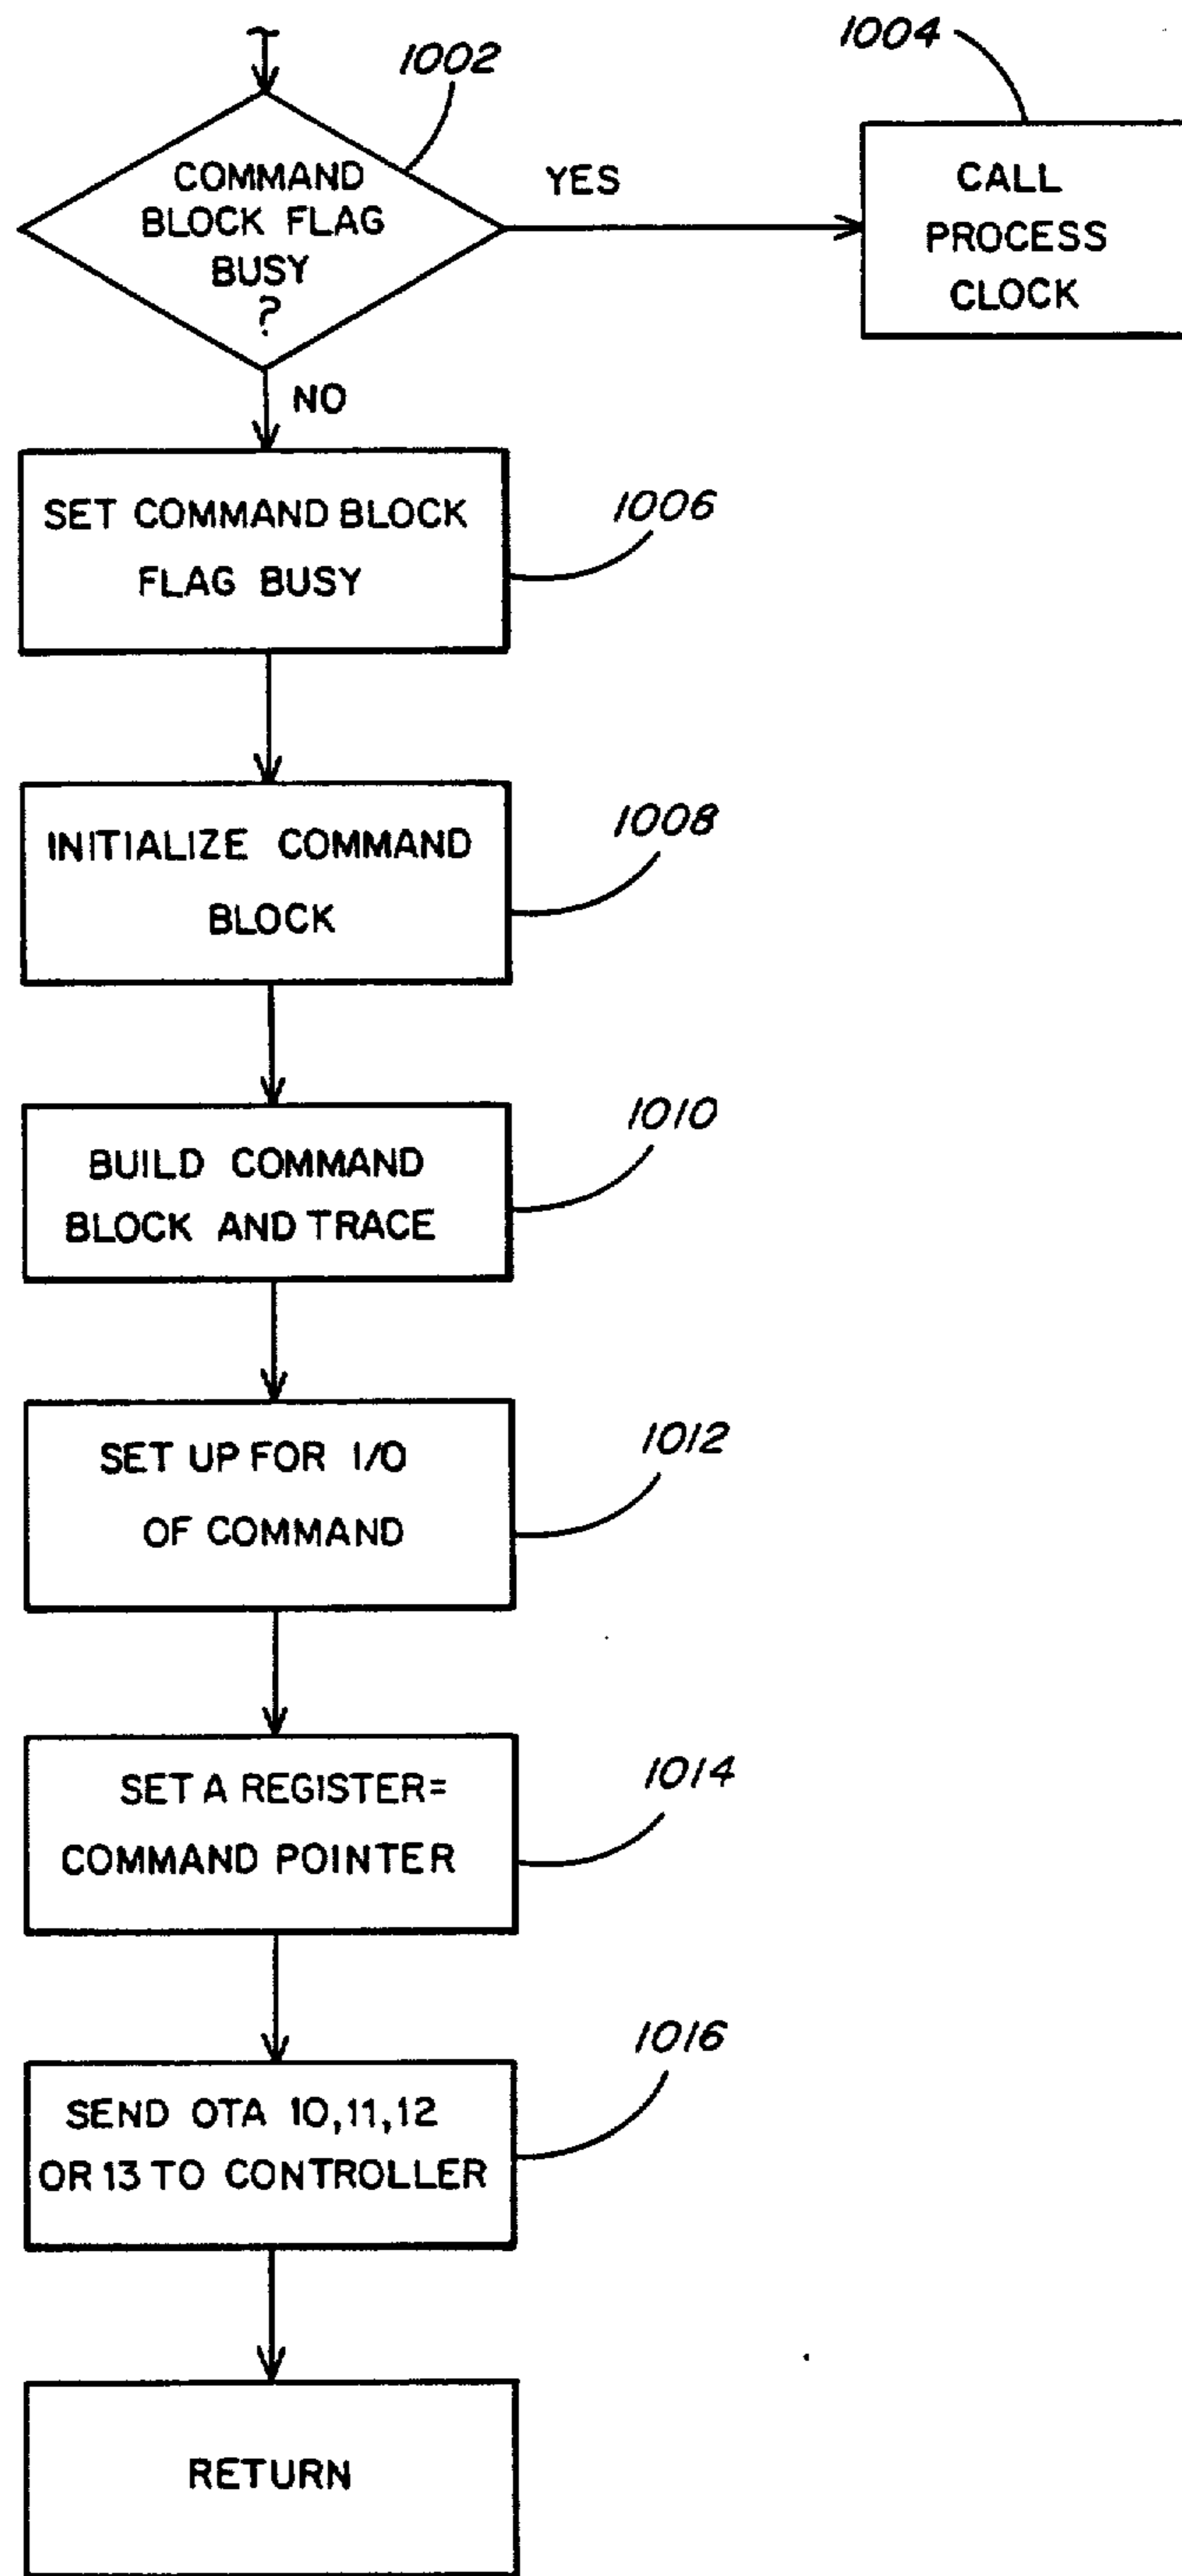 1002
1004
COMMAND
BLOCK FLAG
BUSY
?
YES
CALL
PROCESS
CLOCK
NO
SET COMMAND BLOCK
FLAG BUSY
1006
INITIALIZE COMMAND
BLOCK
1008
BUILD COMMAND
BLOCK AND TRACE
1010
SET UP FOR I/O
OF COMMAND
1012
SET A REGISTER=
COMMAND POINTER
1014
SEND OTA 10,11,12
OR 13 TO CONTROLLER
1016
RETURN